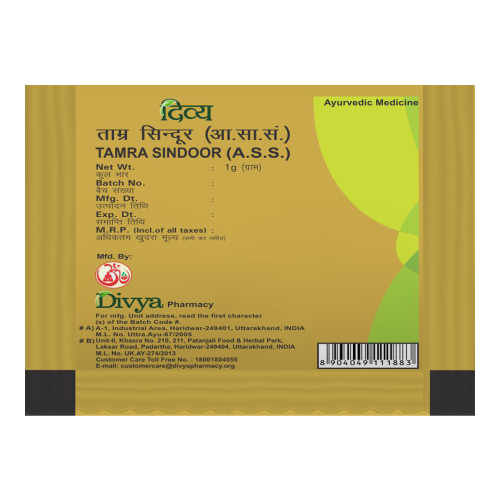 दिव्य
Ayurvedic Medicine
ताम्र सिन्दूर (आ.सा.सं.)
TAMRA SINDOOR (A.S.S.)
Net Wt. : 1g (ग्राम)
कुल भार
Batch No. :
बैच संख्या
Mfg. Dt. :
उत्पादन तिथि
Exp. Dt. :
समाप्ति तिथि
M.R.P. (Incl.of all taxes) :
अधिकतम खुदरा मूल्य (सभी कर सहित)
Mfd. By:
Divya Pharmacy
For mfg. Unit address, read the first character
(s) of the Batch Code #.
# A) A-1, Industrial Area, Haridwar-249401, Uttarakhand, INDIA
M.L. No. Uttra.Ayu-67/2005
# B) Unit-II, Khasra No. 210, 211, Patanjali Food & Herbal Park,
Laksar Road, Padartha, Haridwar-249404, Uttarakhand, INDIA
M.L. No. UK.AY-274/2013
Customer Care Toll Free No. : 18001804055
E-mail: customercare@divyapharmacy.org
8 904049 111883